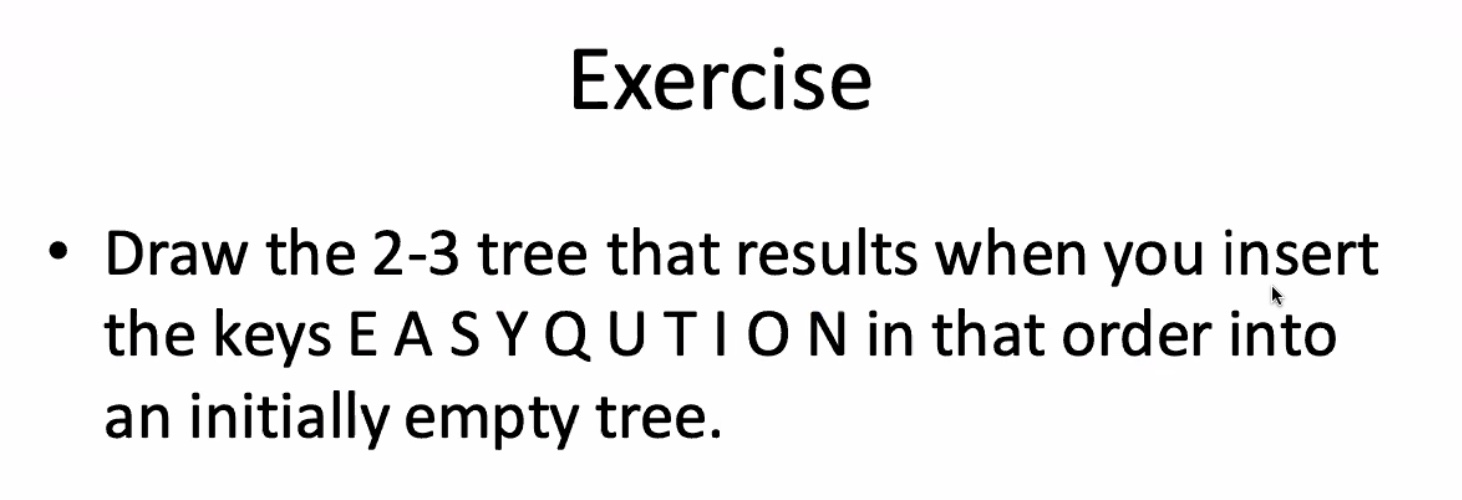 Exercise
• Draw the 2-3 tree that results when you insert
the keys E A S Y Q U T I O N in that order into
an initially empty tree.